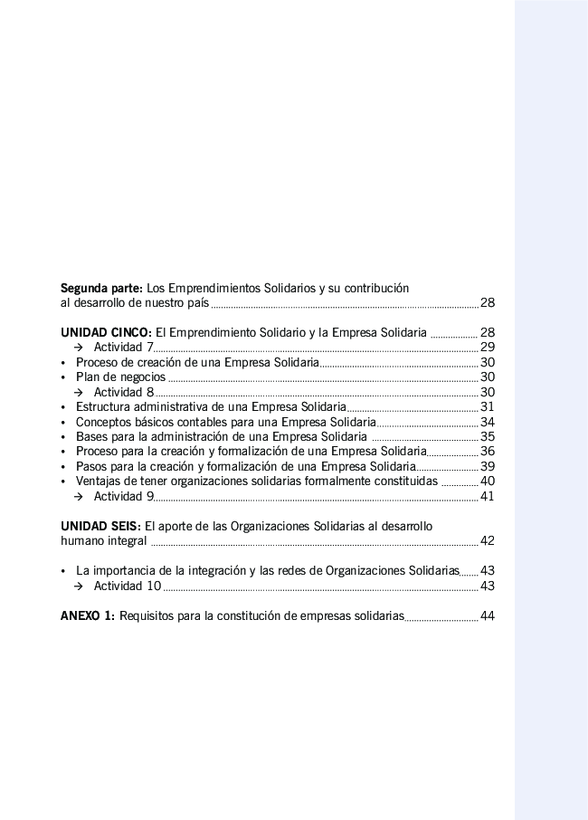 Segunda parte: Los Emprendimientos Solidarios y su contribución
al desarrollo de nuestro país 28
UNIDAD CINCO: El Emprendimiento Solidario y la Empresa Solidaria 28
→ Actividad 7 29
• Proceso de creación de una Empresa Solidaria 30
• Plan de negocios 30
→ Actividad 8 30
• Estructura administrativa de una Empresa Solidaria 31
• Conceptos básicos contables para una Empresa Solidaria 34
• Bases para la administración de una Empresa Solidaria 35
• Proceso para la creación y formalización de una Empresa Solidaria 36
• Pasos para la creación y formalización de una Empresa Solidaria 39
• Ventajas de tener organizaciones solidarias formalmente constituidas 40
→ Actividad 9 41
UNIDAD SEIS: El aporte de las Organizaciones Solidarias al desarrollo
humano integral 42
• La importancia de la integración y las redes de Organizaciones Solidarias 43
→ Actividad 10 43
ANEXO 1: Requisitos para la constitución de empresas solidarias 44